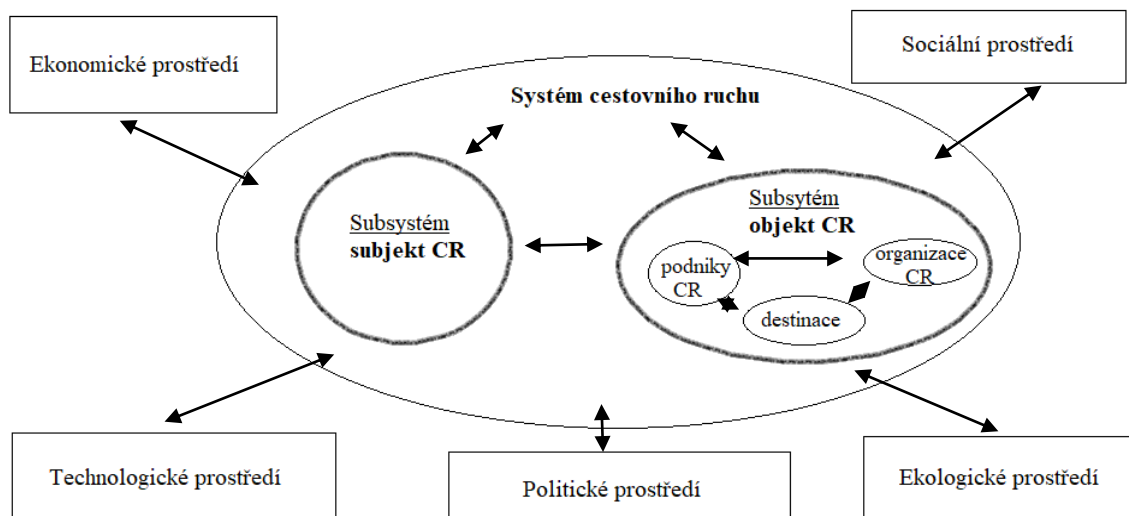 Ekonomické prostředí
Sociální prostředí
Systém cestovního ruchu
Subsystém
subjekt CR
Subsytém
objekt CR
podniky
CR
organizace
CR
destinace
Technologické prostředí
Politické prostředí
Ekologické prostředí